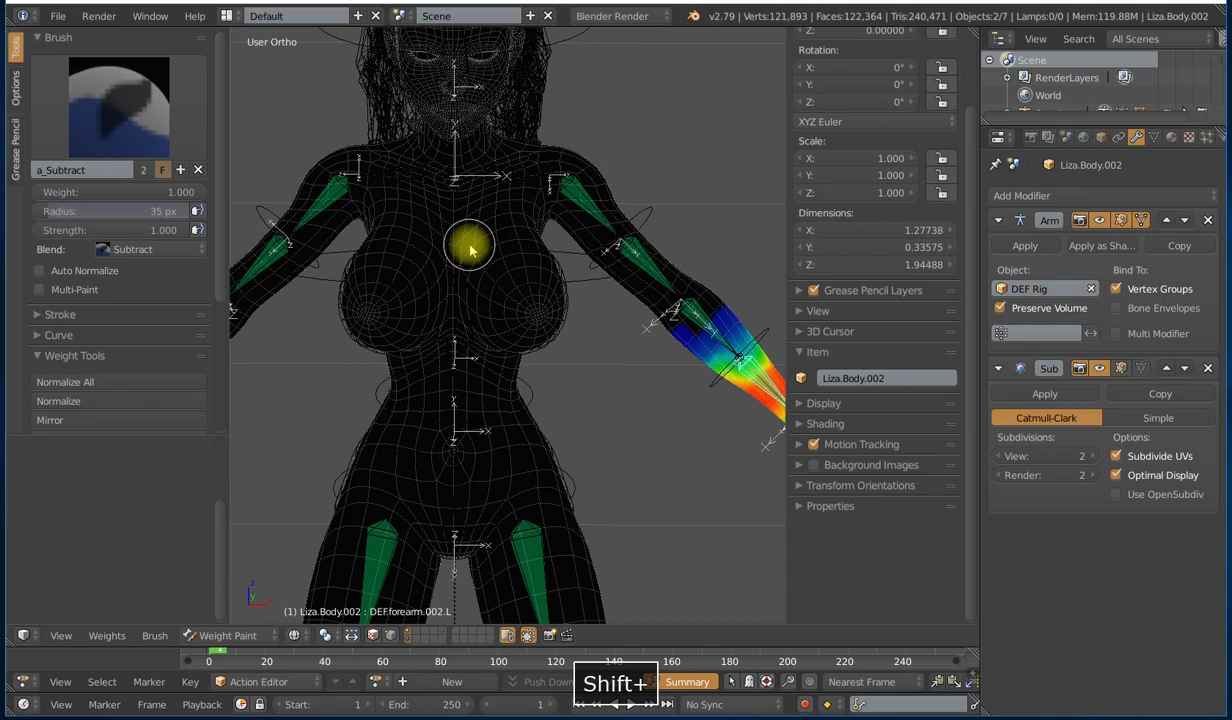 File Render Window Help Default Scene Blender Render v2.79 | Verts:121,893 | Faces:122,364 | Tris:240,471 | Objects:2/7 | Lamps:0/0 | Mem:119.88M | Liza.Body.002
Tools
Options
Grease Pencil
Brush
a_Subtract 2 F
Weight: 1.000
Radius: 35 px
Strength: 1.000
Blend: Subtract
Auto Normalize
Multi-Paint
Stroke
Curve
Weight Tools
Normalize All
Normalize
Mirror
User Ortho
(1) Liza.Body.002 : DEF.forearm.002.L
Z: 0.00000
Rotation:
X: 0°
Y: 0°
Z: 0°
XYZ Euler
Scale:
X: 1.000
Y: 1.000
Z: 1.000
Dimensions:
X: 1.27738
Y: 0.33575
Z: 1.94488
Grease Pencil Layers
View
3D Cursor
Item
Liza.Body.002
Display
Shading
Motion Tracking
Background Images
Transform Orientations
Properties
View Search All Scenes
Scene
RenderLayers
World
Liza.Body.002
Add Modifier
Arm
Apply Apply as Sha... Copy
Object: Bind To:
DEF Rig Vertex Groups
Preserve Volume Bone Envelopes
Multi Modifier
Sub
Apply Copy
Catmull-Clark Simple
Subdivisions: Options:
View: 2 Subdivide UVs
Render: 2 Optimal Display
Use OpenSubdiv
View Weights Brush Weight Paint
0 20 40 60 80 100 120 140 160 180 200 220 240
1
Shift+
View Select Marker Key Action Editor New Push Down Summary Nearest Frame
View Marker Frame Playback Start: 1 End: 250 1 No Sync